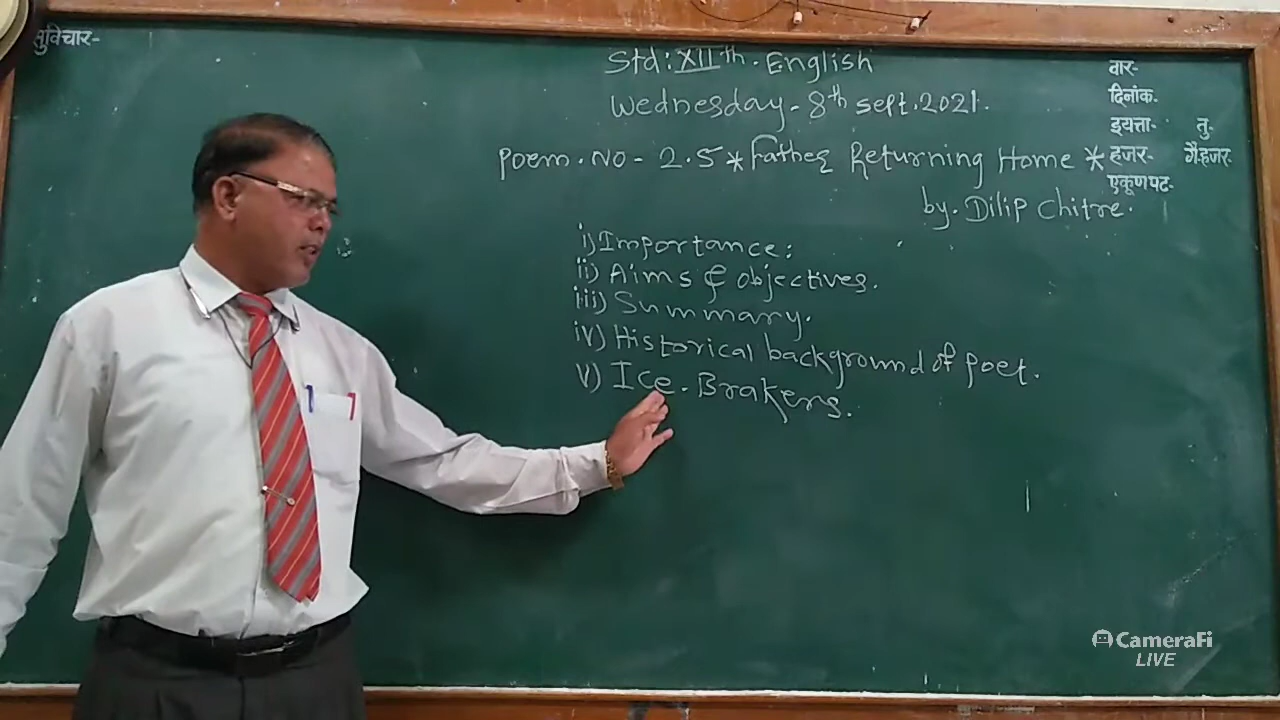 सुविचार-
Std: XIIth. English
Wednesday - 8th Sept. 2021.
Poem. No - 2.5 * Father Returning Home *
by. Dilip Chitre.
i) Importance:
ii) Aims & objectives.
iii) Summary.
iv) Historical background of Poet.
v) Ice. Brakers.
वार-
दिनांक-
इयत्ता- तु-
हजर- गैरहजर-
एकूणपट-
CameraFi
LIVE